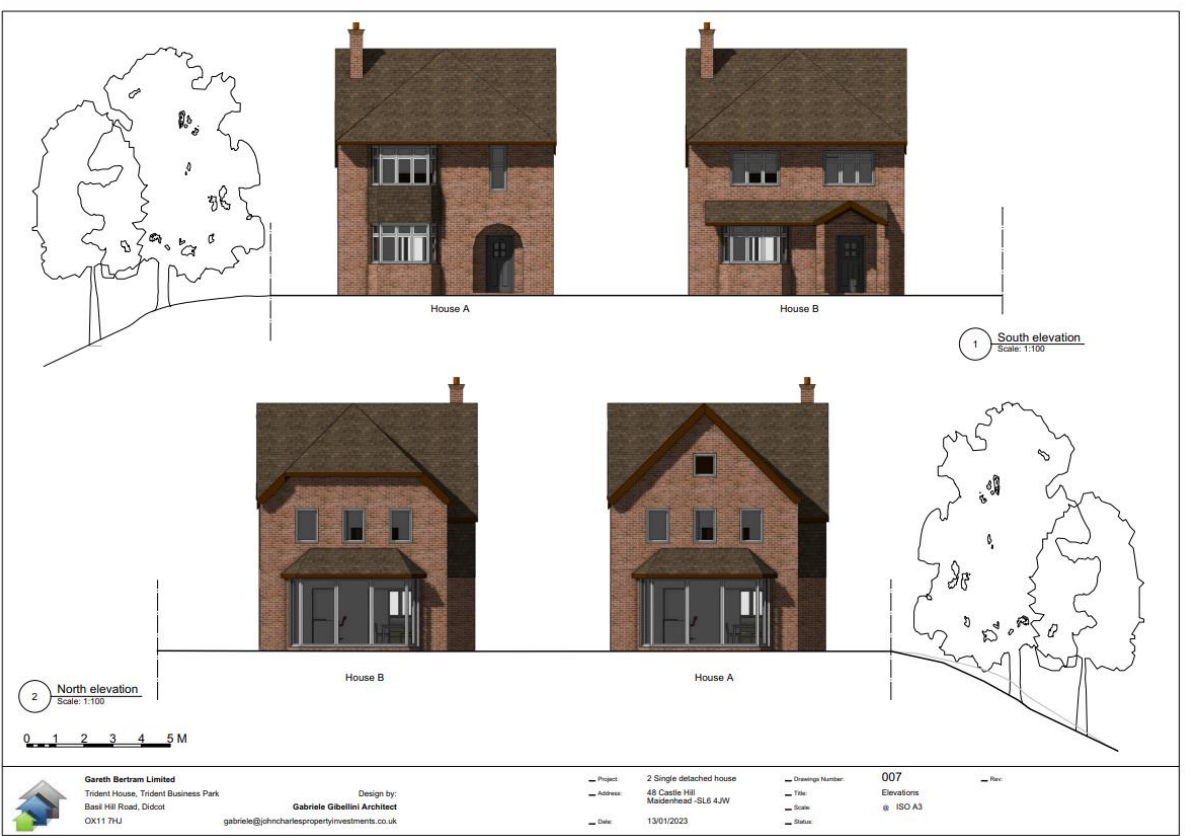 House A
House B
1
South elevation
Scale: 1:100
House B
House A
2
North elevation
Scale: 1:100
0 1 2 3 4 5 M
Gareth Bertram Limited
Trident House, Trident Business Park
Basil Hill Road, Didcot
OX11 7HJ
Design by:
Gabriele Gibellini Architect
gabriele@johncharlespropertyinvestments.co.uk
Project: 2 Single detached house
Address: 48 Castle Hill
Maidenhead -SL6 4JW
Date: 13/01/2023
Drawings Number: 007
Title: Elevations
Scale: @ ISO A3
Status:
Rev: